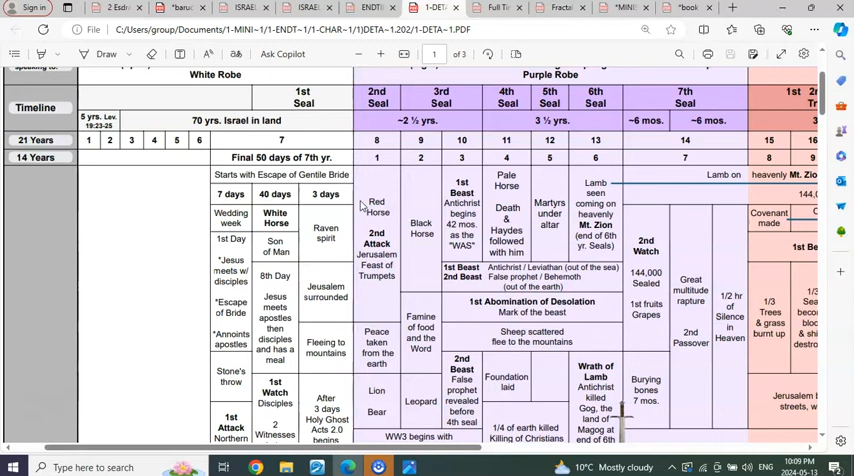 Sign in
2 Esdra
*baruc
ISRAEL
ISRAEL
ENDTI
1-DETA
Full Tir
Fractal
*MINIS
*book
File
C:/Users/group/Documents/1-MINI~1/1-ENDT~1/1-CHAR~1/1)DETA~1.202/1-DETA~1.PDF
Draw
Ask Copilot
1
of 3
speaking to:
White Robe
Purple Robe
Timeline
1st Seal
2nd Seal
3rd Seal
4th Seal
5th Seal
6th Seal
7th Seal
1st
5 yrs. Lev. 19:23-25
70 yrs. Israel in land
~2 ½ yrs.
3 ½ yrs.
~6 mos.
~6 mos.
21 Years
1 2 3 4 5 6 7 8 9 10 11 12 13 14 15 16
14 Years
Final 50 days of 7th yr.
1 2 3 4 5 6 7 8 9
Starts with Escape of Gentile Bride
7 days
40 days
3 days
Wedding week
1st Day
*Jesus meets w/ disciples
*Escape of Bride
*Annoints apostles
Stone's throw
1st Attack
Northern
White Horse
Son of Man
8th Day
Jesus meets apostles then disciples and has a meal
1st Watch
Disciples
2 Witnesses
Raven spirit
Jeusalem surrounded
Fleeing to mountains
After 3 days Holy Ghost Acts 2.0 begins
Red Horse
2nd Attack
Jerusalem Feast of Trumpets
Peace taken from the earth
Lion
Bear
Black Horse
Famine of food and the Word
Leopard
WW3 begins with
1st Beast
Antichrist begins 42 mos. as the "WAS"
Pale Horse
Death & Haydes followed with him
Martyrs under altar
Lamb seen coming on heavenly
Mt. Zion
(end of 6th yr. Seals)
1st Beast Antichrist / Leviathan (out of the sea)
2nd Beast False prophet / Behemoth
(out of the earth)
1st Abomination of Desolation
Mark of the beast
Sheep scattered
flee to the mountains
2nd Beast
False prophet revealed before 4th seal
Foundation laid
1/4 of earth killed
Killing of Christians
Wrath of Lamb
Antichrist killed Gog, the land of Magog at end of 6th
Lamb on
heavenly Mt. Zion
144,0
2nd Watch
144,000 Sealed
1st fruits Grapes
Burying bones 7 mos.
Great multitude rapture
2nd Passover
1/2 hr of Silence in Heaven
Covenant made
1st Be
1/3 Trees & grass burnt up
1/3
Sea
beco
bloo
& shi
destro
Jerusalem b
streets, w
Type here to search
10°C Mostly cloudy
ENG
10:09 PM
2024-05-13